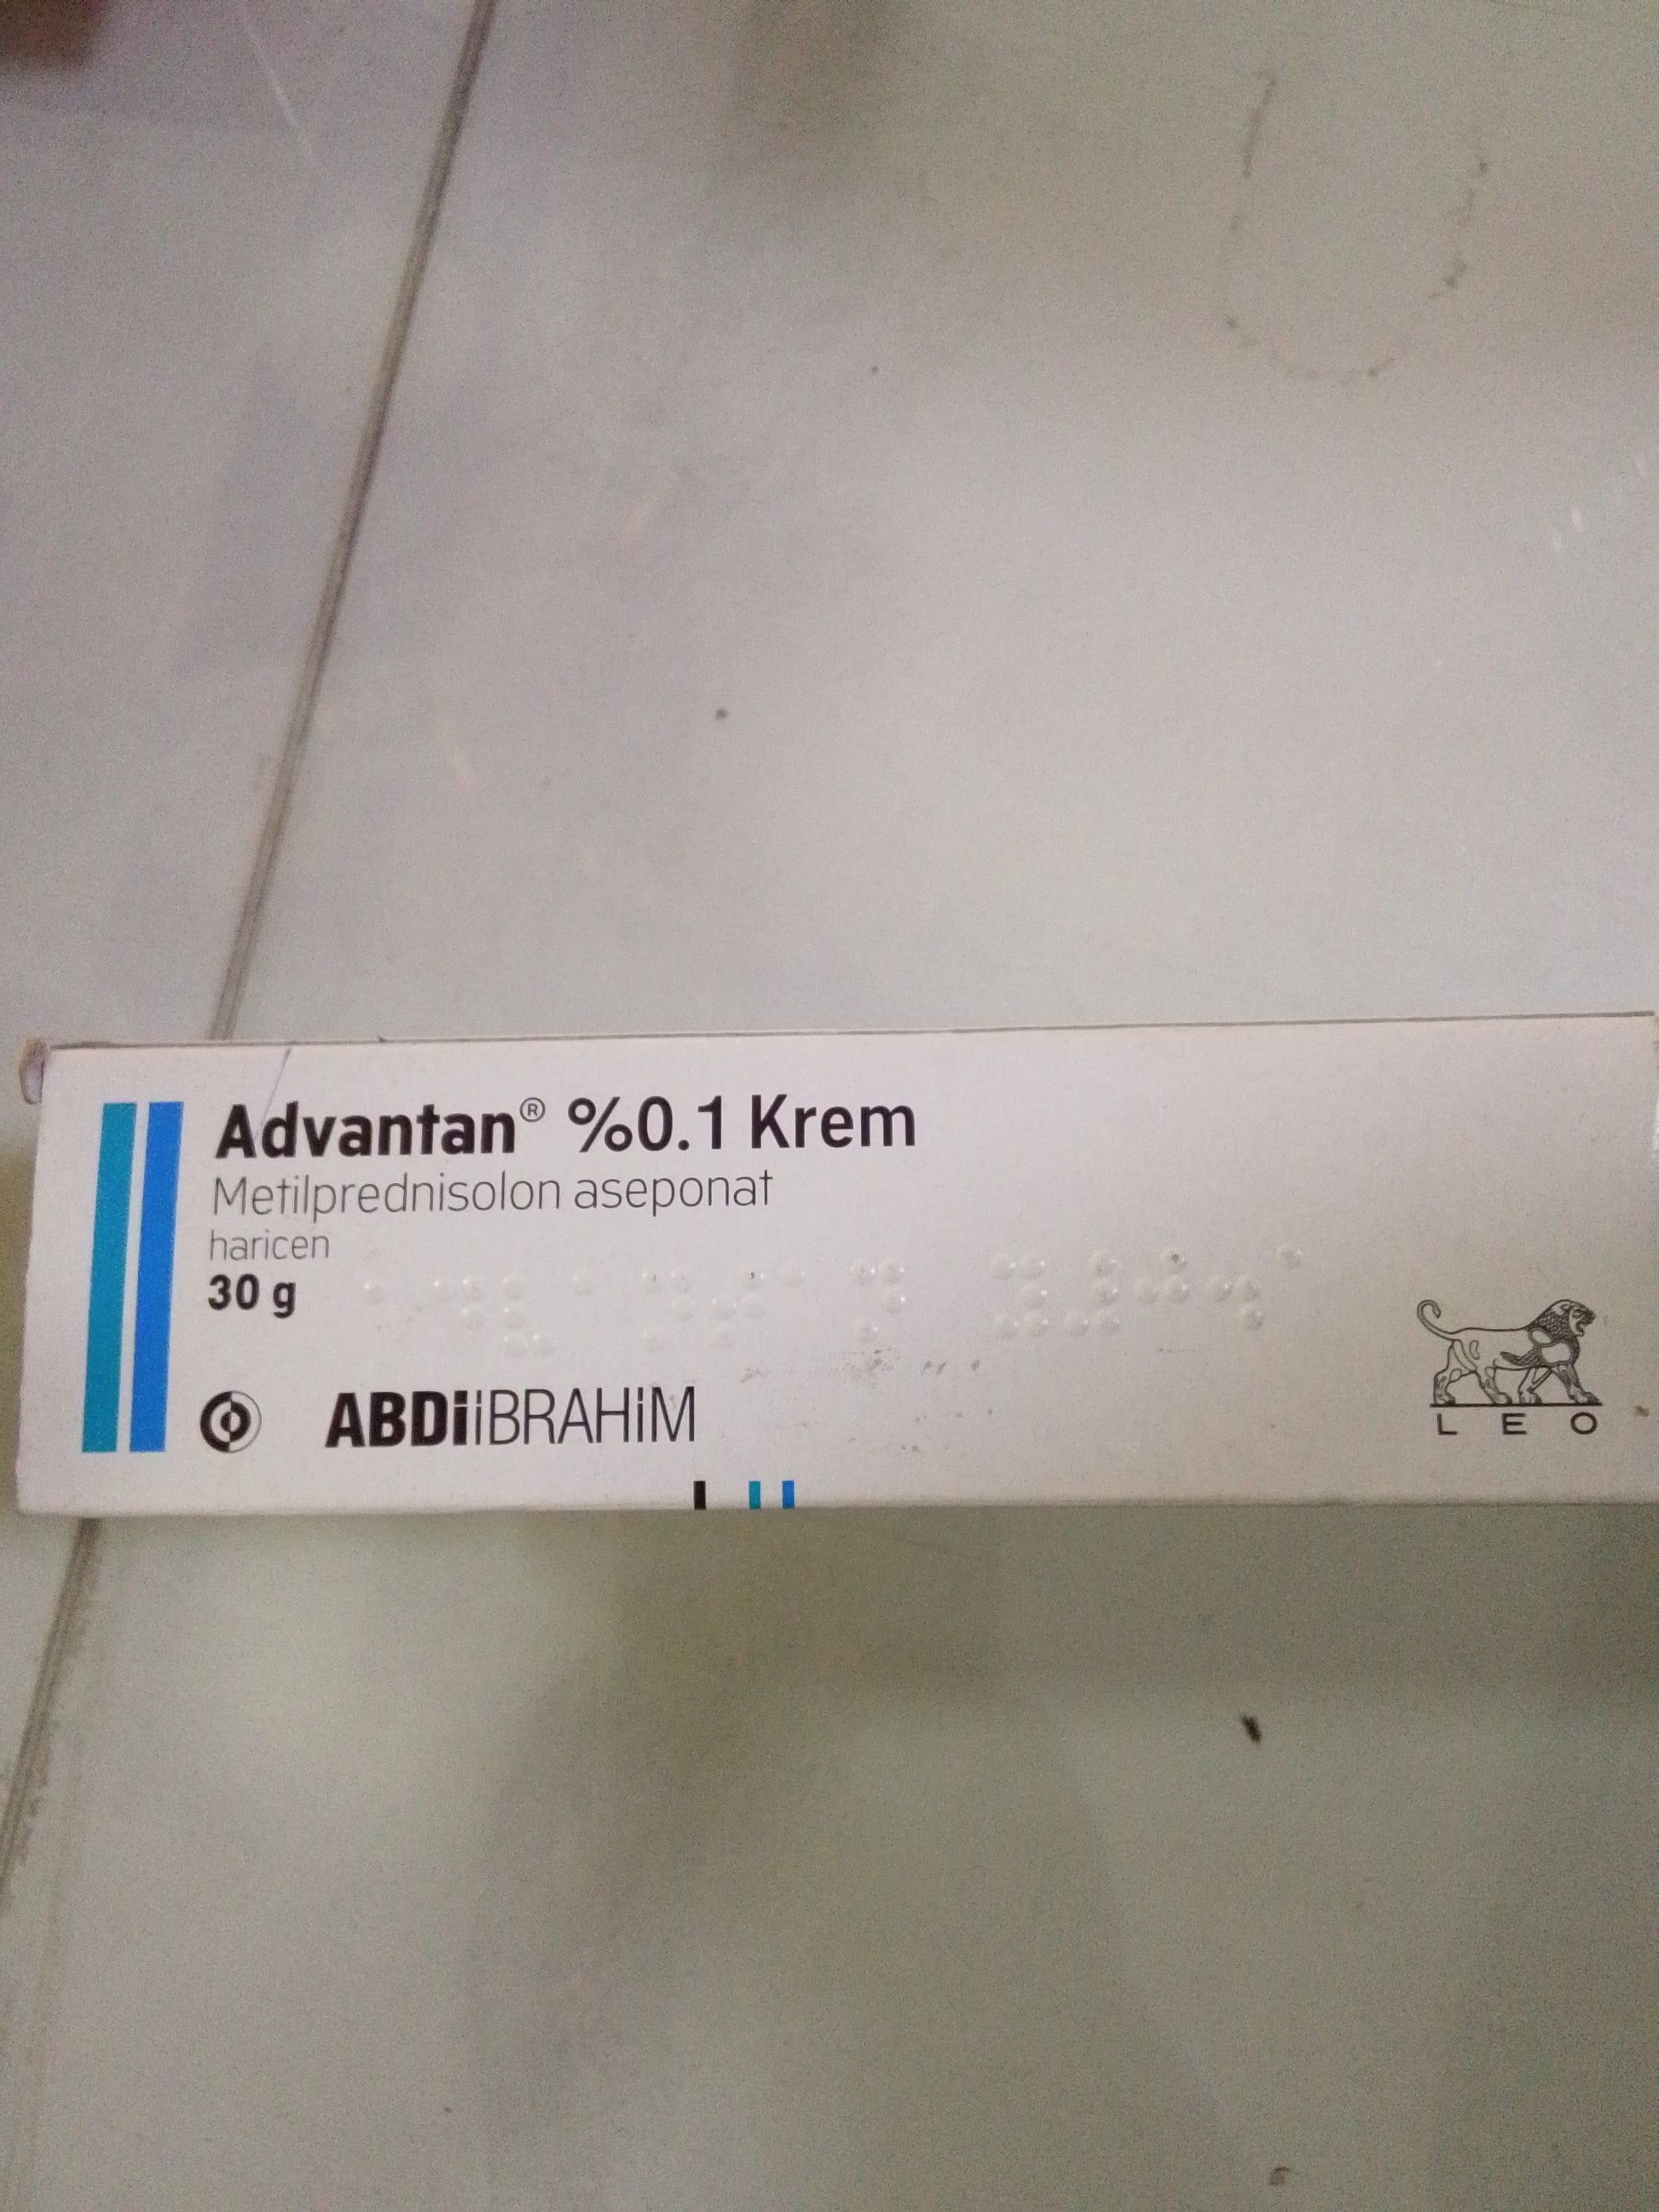 Advantan® %0.1 Krem
Metilprednisolon aseponat
haricen
30 g
ABDiiBRAHiM
LEO